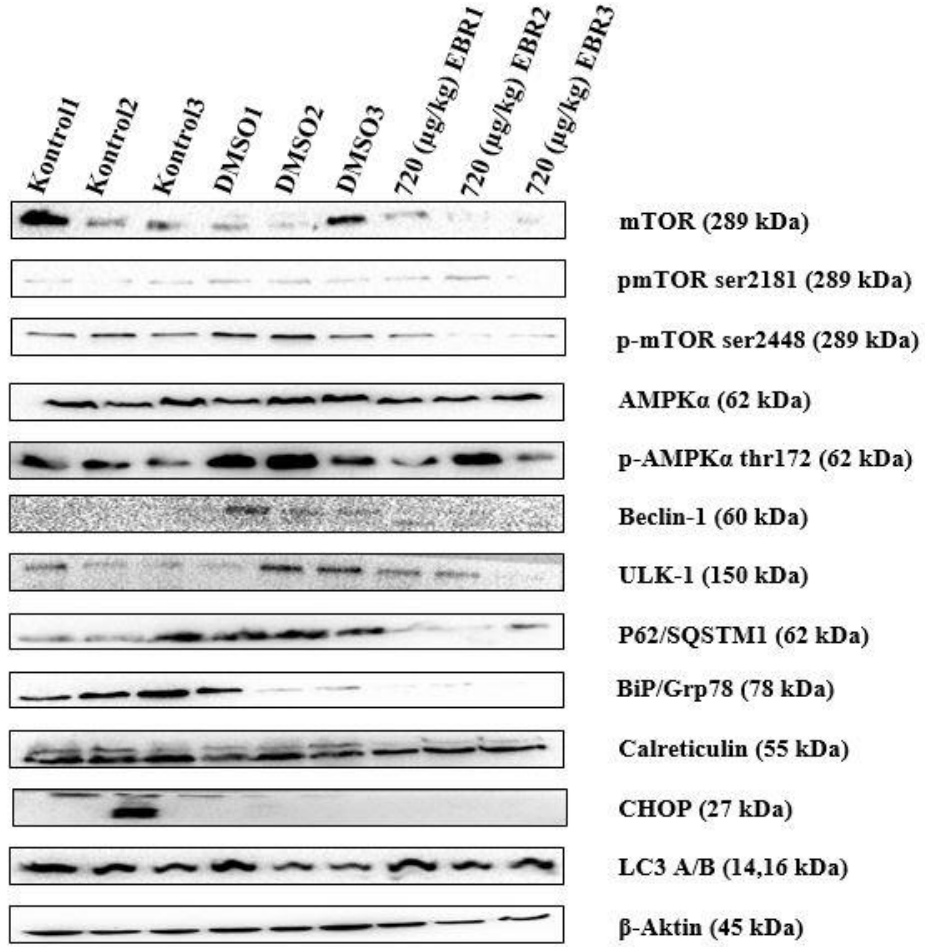 Kontrol1
Kontrol2
Kontrol3
DMSO1
DMSO2
DMSO3
720 (µg/kg) EBR1
720 (µg/kg) EBR2
720 (µg/kg) EBR3
mTOR (289 kDa)
pmTOR ser2181 (289 kDa)
p-mTOR ser2448 (289 kDa)
AMPKα (62 kDa)
p-AMPKα thr172 (62 kDa)
Beclin-1 (60 kDa)
ULK-1 (150 kDa)
P62/SQSTM1 (62 kDa)
BiP/Grp78 (78 kDa)
Calreticulin (55 kDa)
CHOP (27 kDa)
LC3 A/B (14,16 kDa)
β-Aktin (45 kDa)